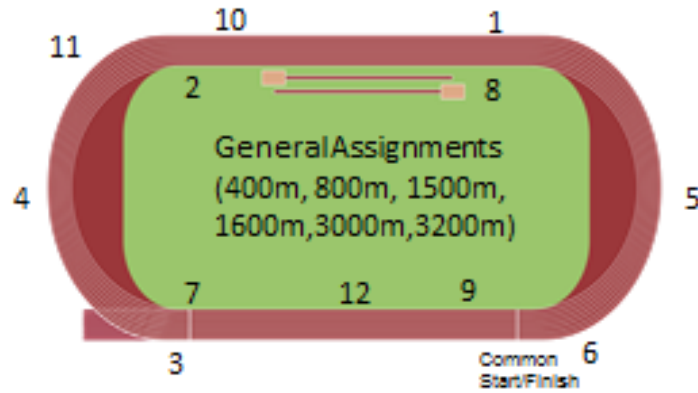 10 1
11
2 8
GeneralAssignments
(400m, 800m, 1500m,
1600m,3000m,3200m)
4 5
7 12 9
3 Common 6
Start/Finish